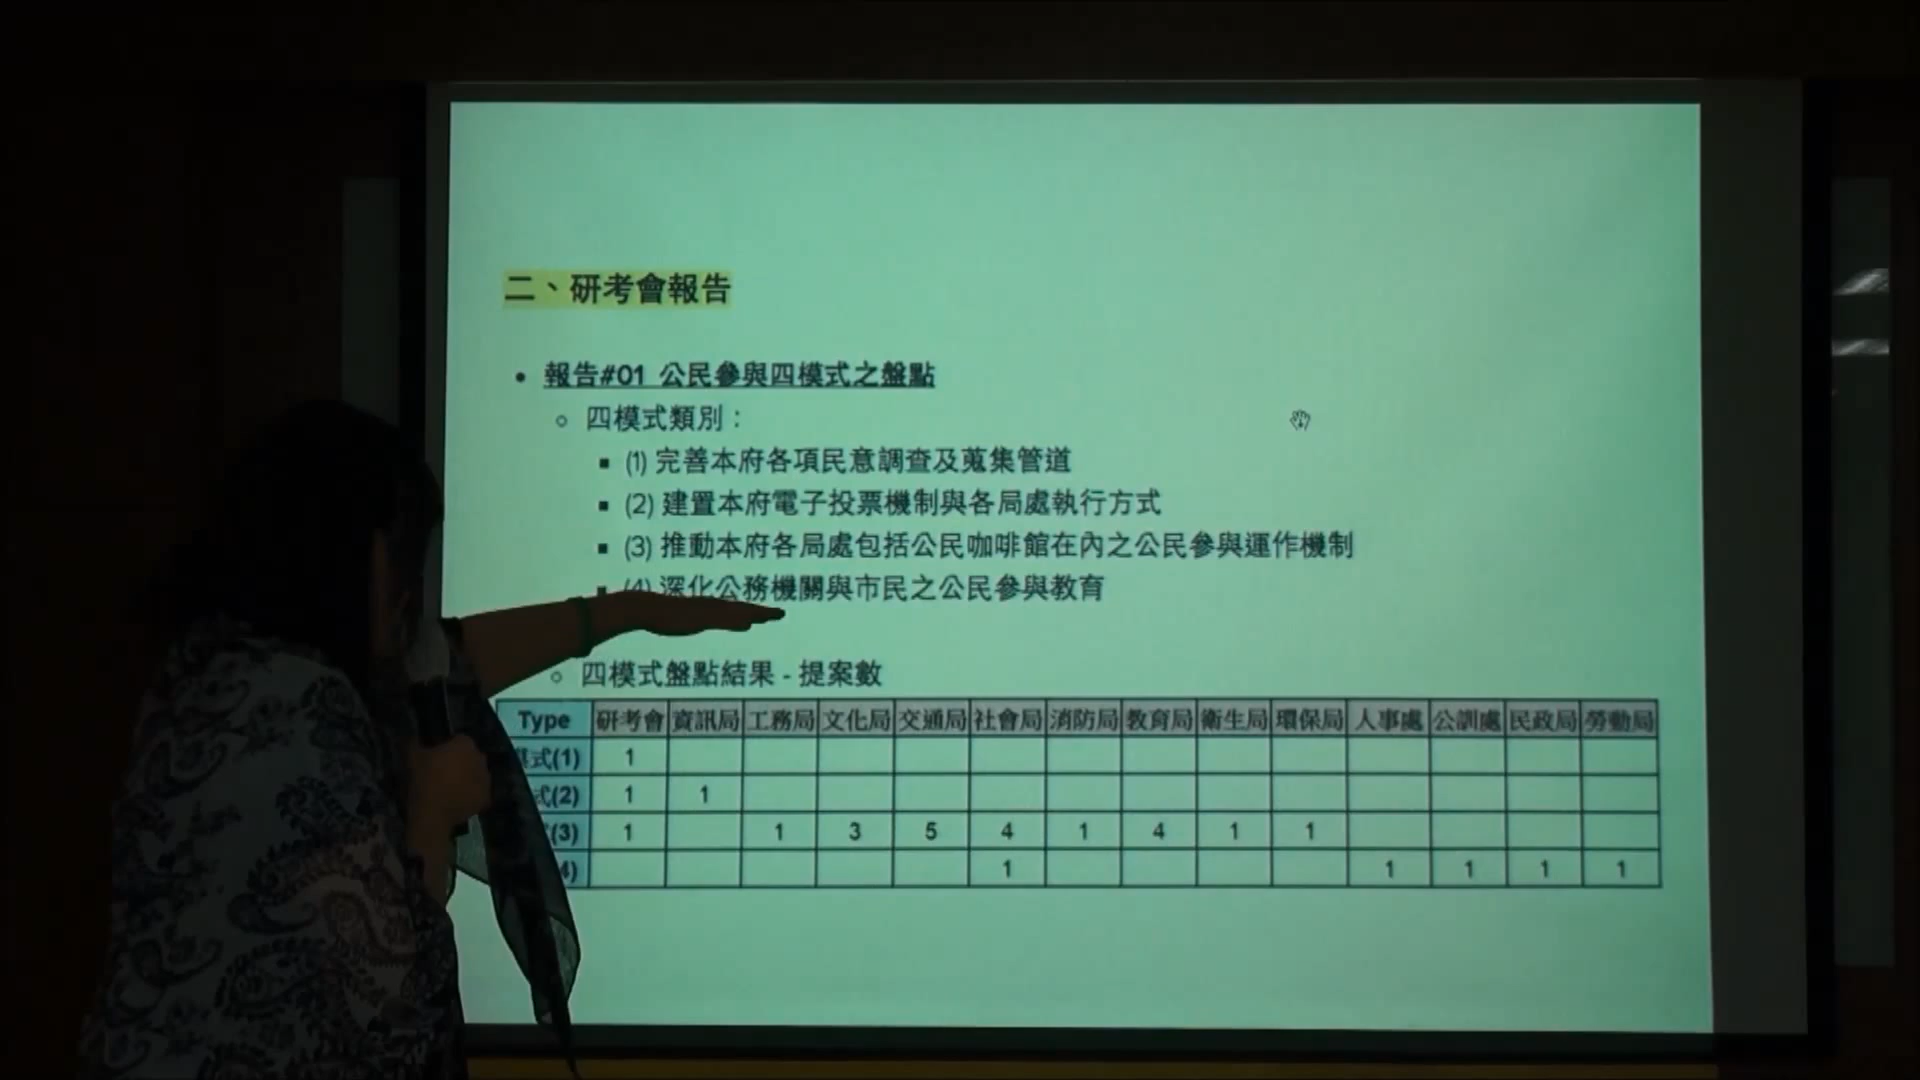 二、研考會報告
• 報告#01 公民參與四模式之盤點
○ 四模式類別：
▪ (1) 完善本府各項民意調查及蒐集管道
▪ (2) 建置本府電子投票機制與各局處執行方式
▪ (3) 推動本府各局處包括公民咖啡館在內之公民參與運作機制
▪ (4) 深化公務機關與市民之公民參與教育
○ 四模式盤點結果 - 提案數
Type 研考會 資訊局 工務局 文化局 交通局 社會局 消防局 教育局 衛生局 環保局 人事處 公訓處 民政局 勞動局
式(1) 1
式(2) 1 1
(3) 1 1 3 5 4 1 4 1 1
4) 1 1 1 1 1